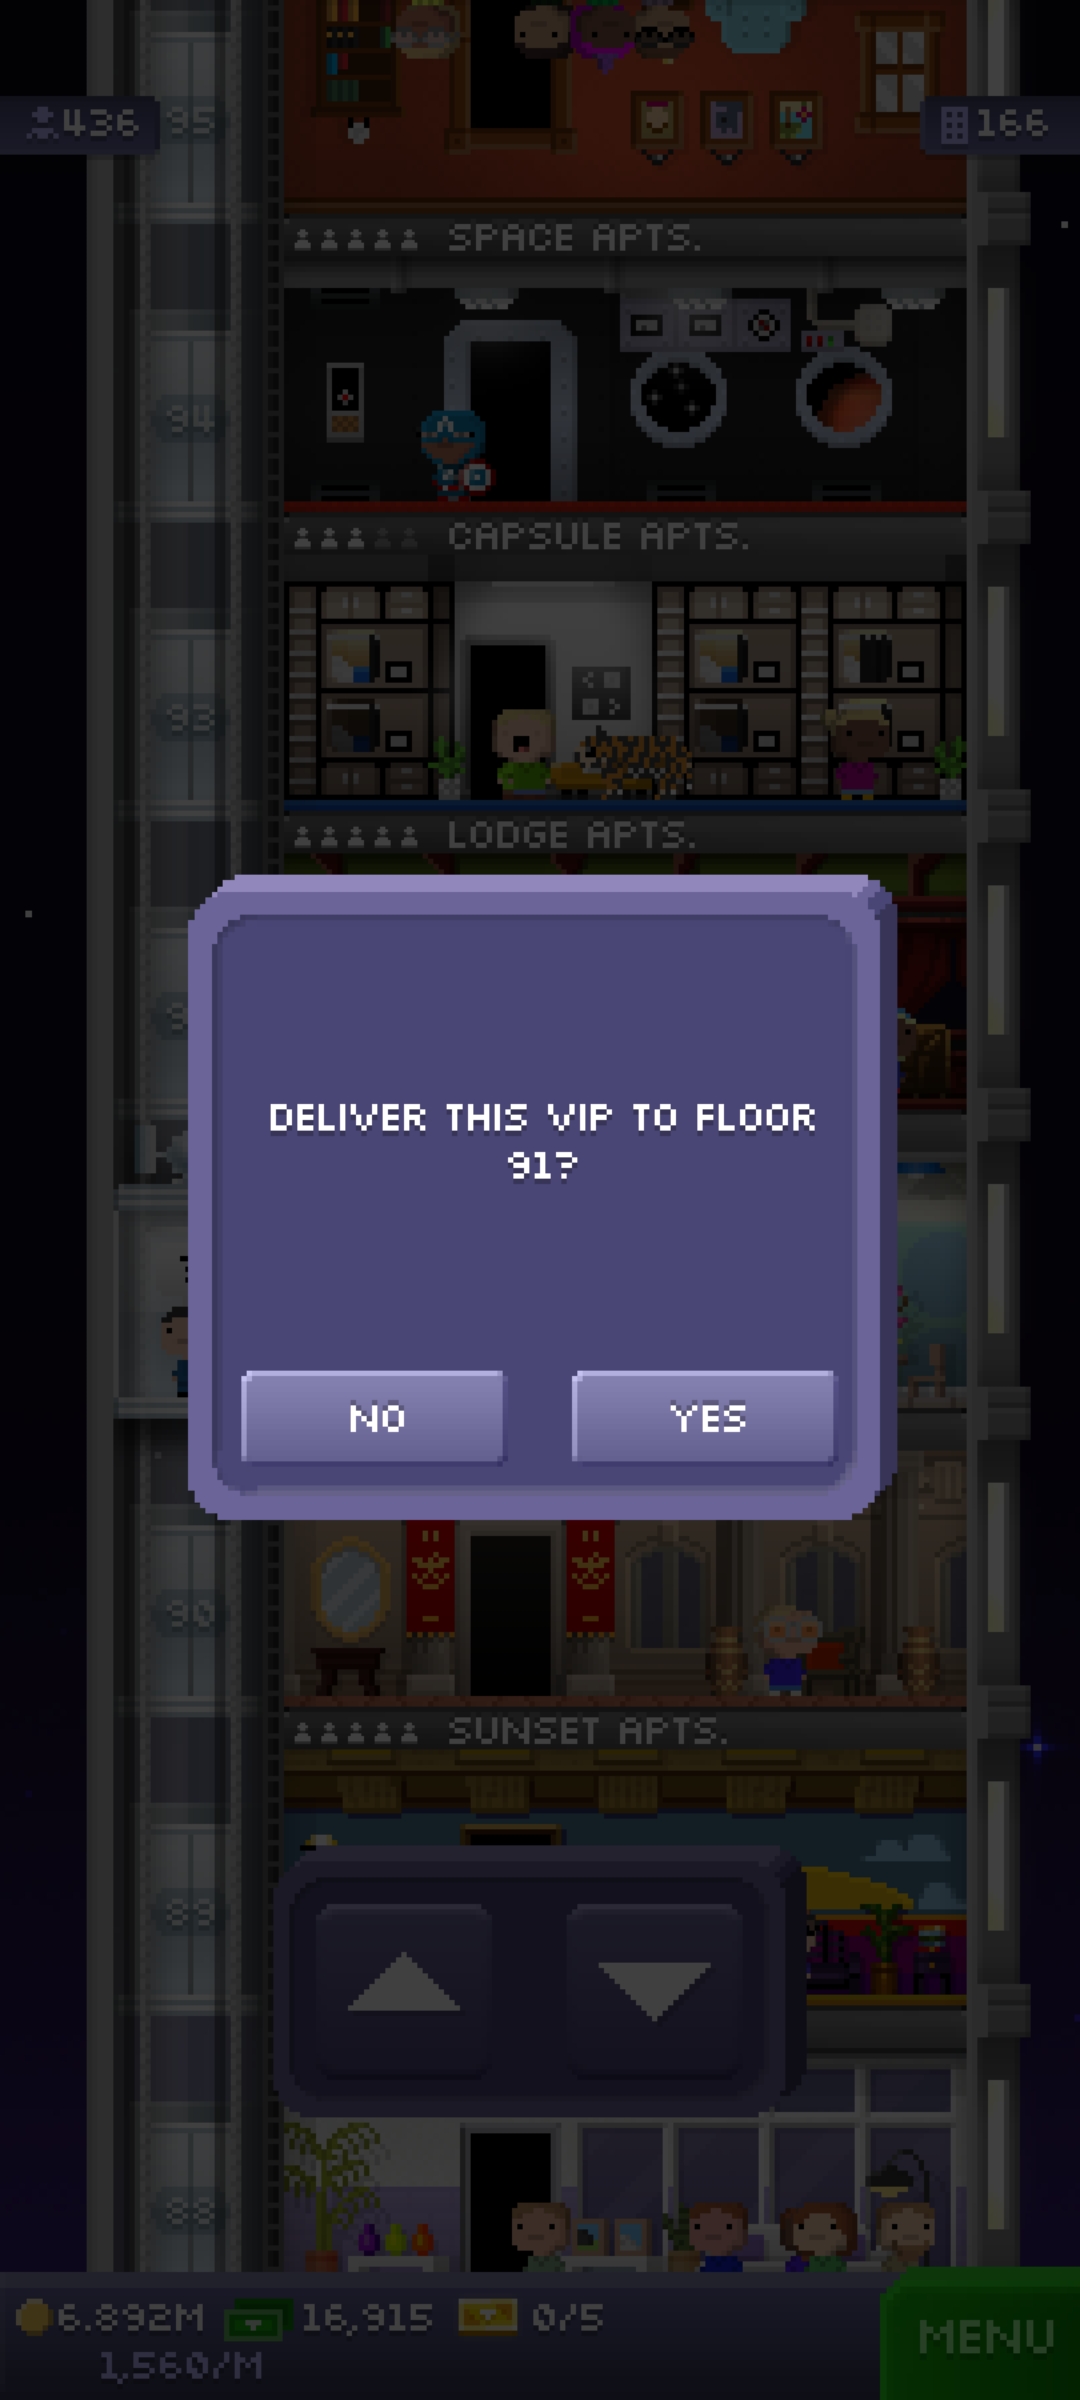 436
95
166
SPACE APTS.
94
CAPSULE APTS.
93
LODGE APTS.
DELIVER THIS VIP TO FLOOR
91?
NO
YES
90
SUNSET APTS.
89
88
6.892M
16,915
0/5
MENU
1,560/M